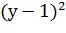 (y − 1)²